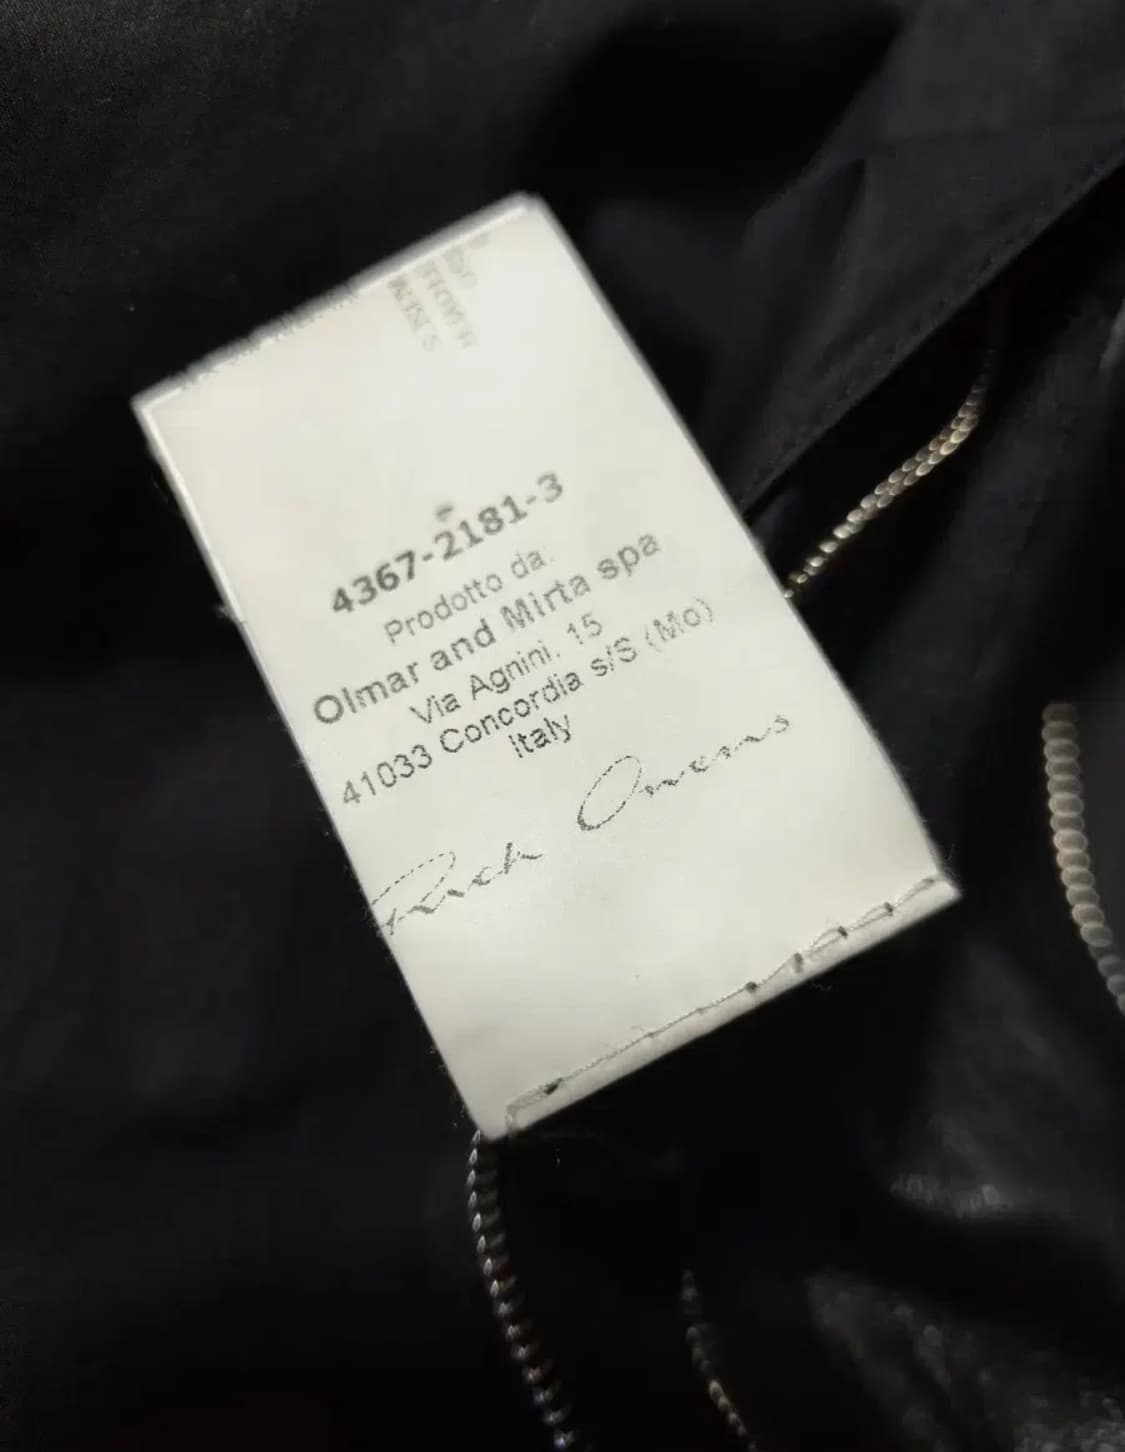 4367-2181-3
Prodotto da:
Olmar and Mirta spa
Via Agnini, 15
41033 Concordia s/S (Mo)
Italy
Rick Owens